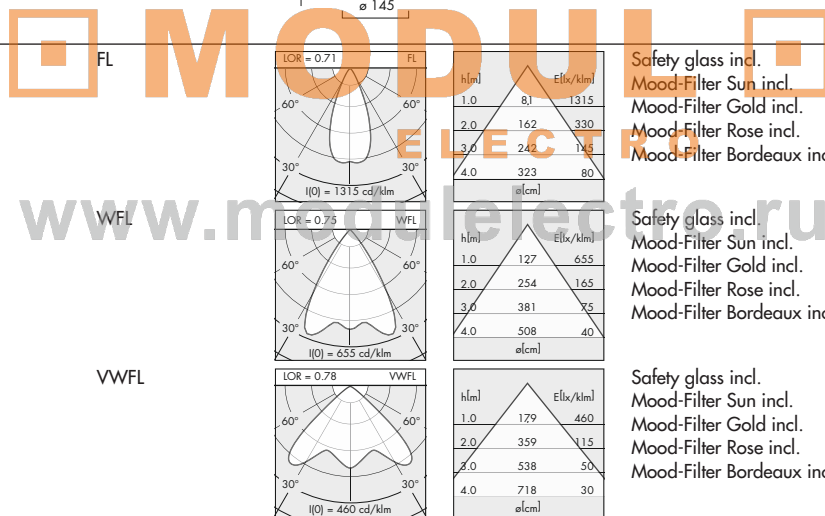 ø 145
MODUL
ELECTRO
www.modulelectro.ru
FL
LOR = 0.71 FL
60° 60°
30° 30°
I(0) = 1315 cd/klm
h[m] E[lx/klm]
1.0 8,1 1315
2.0 162 330
3.0 242 145
4.0 323 80
ø[cm]
Safety glass incl.
Mood-Filter Sun incl.
Mood-Filter Gold incl.
Mood-Filter Rose incl.
Mood-Filter Bordeaux inc
WFL
LOR = 0.75 WFL
60° 60°
30° 30°
I(0) = 655 cd/klm
h[m] E[lx/klm]
1.0 127 655
2.0 254 165
3.0 381 75
4.0 508 40
ø[cm]
Safety glass incl.
Mood-Filter Sun incl.
Mood-Filter Gold incl.
Mood-Filter Rose incl.
Mood-Filter Bordeaux inc
VWFL
LOR = 0.78 VWFL
60° 60°
30° 30°
I(0) = 460 cd/klm
h[m] E[lx/klm]
1.0 179 460
2.0 359 115
3.0 538 50
4.0 718 30
ø[cm]
Safety glass incl.
Mood-Filter Sun incl.
Mood-Filter Gold incl.
Mood-Filter Rose incl.
Mood-Filter Bordeaux inc